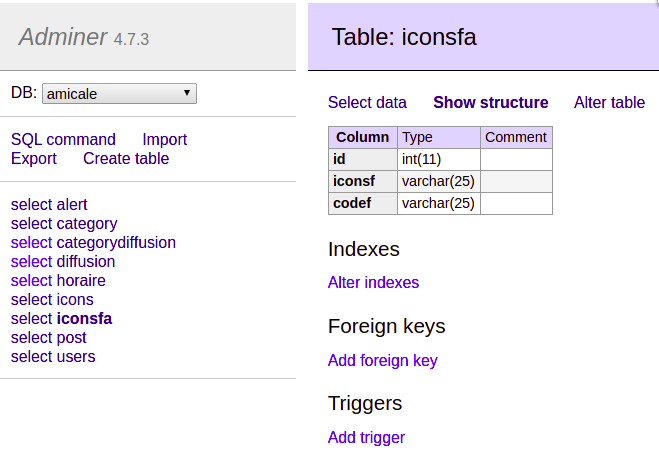 Adminer 4.7.3
DB: amicale
SQL command Import
Export Create table
select alert
select category
select categorydiffusion
select diffusion
select horaire
select icons
select iconsfa
select post
select users
Table: iconsfa
Select data Show structure Alter table
Column Type Comment
id int(11)
iconsf varchar(25)
codef varchar(25)
Indexes
Alter indexes
Foreign keys
Add foreign key
Triggers
Add trigger